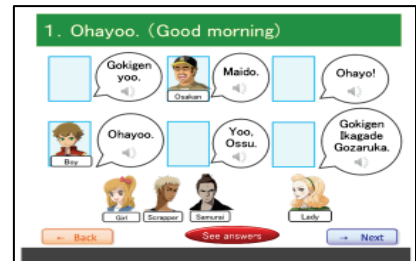 1. Ohayoo. (Good morning)
Gokigen
yoo.
Osakan
Maido.
Ohayo!
Boy
Ohayoo.
Yoo,
Ossu.
Gokigen
Ikagade
Gozaruka.
Girl
Scrapper
Samurai
Lady
← Back
See answers
→ Next